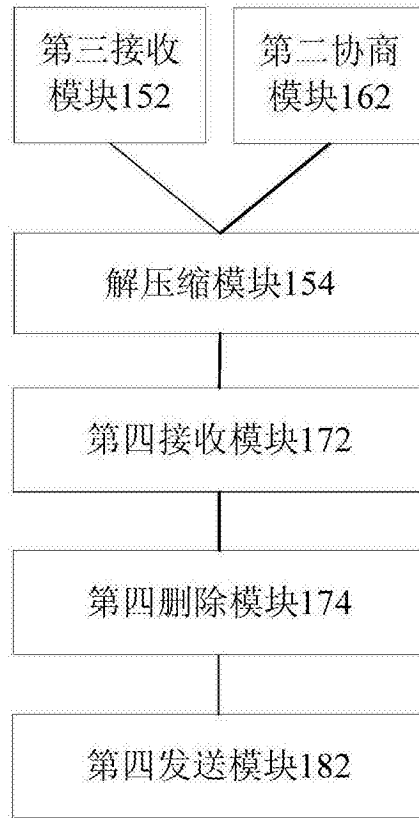 第三接收
模块152
第二协商
模块162
解压缩模块154
第四接收模块172
第四删除模块174
第四发送模块182